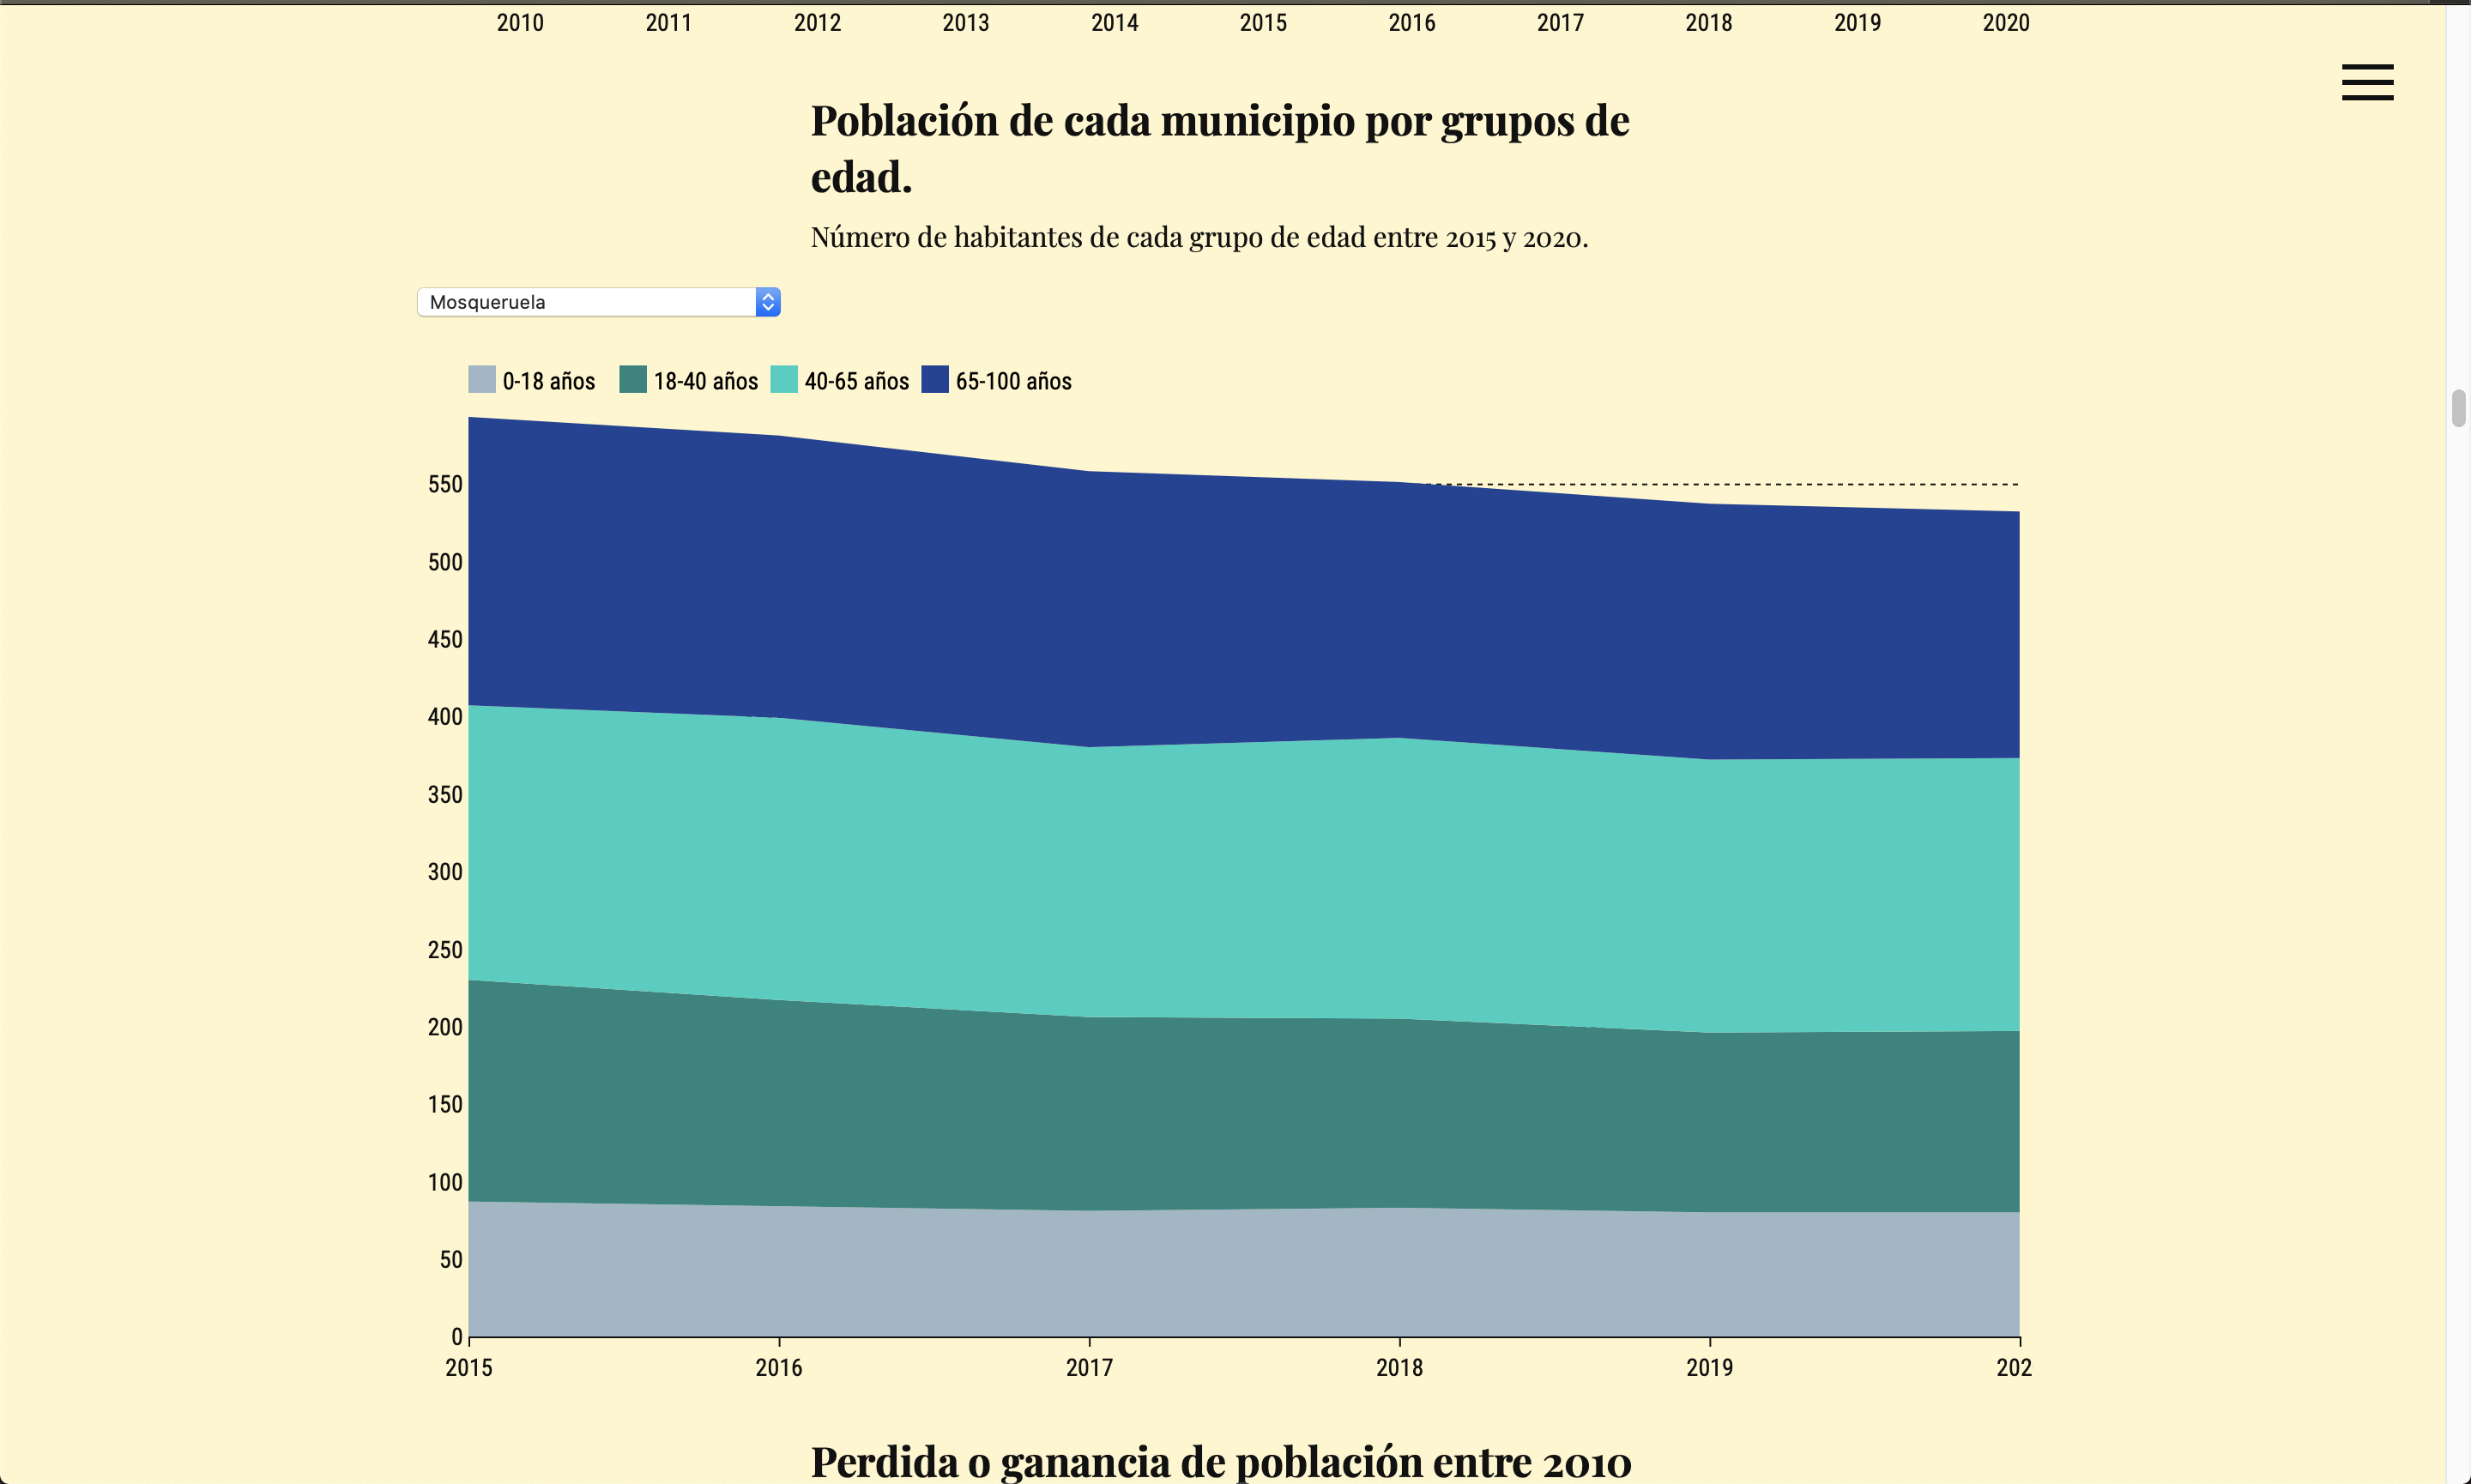 2010 2011 2012 2013 2014 2015 2016 2017 2018 2019 2020
Población de cada municipio por grupos de
edad.
Número de habitantes de cada grupo de edad entre 2015 y 2020.
Mosqueruela
0-18 años 18-40 años 40-65 años 65-100 años
550
500
450
400
350
300
250
200
150
100
50
0
2015 2016 2017 2018 2019 202
Perdida o ganancia de población entre 2010